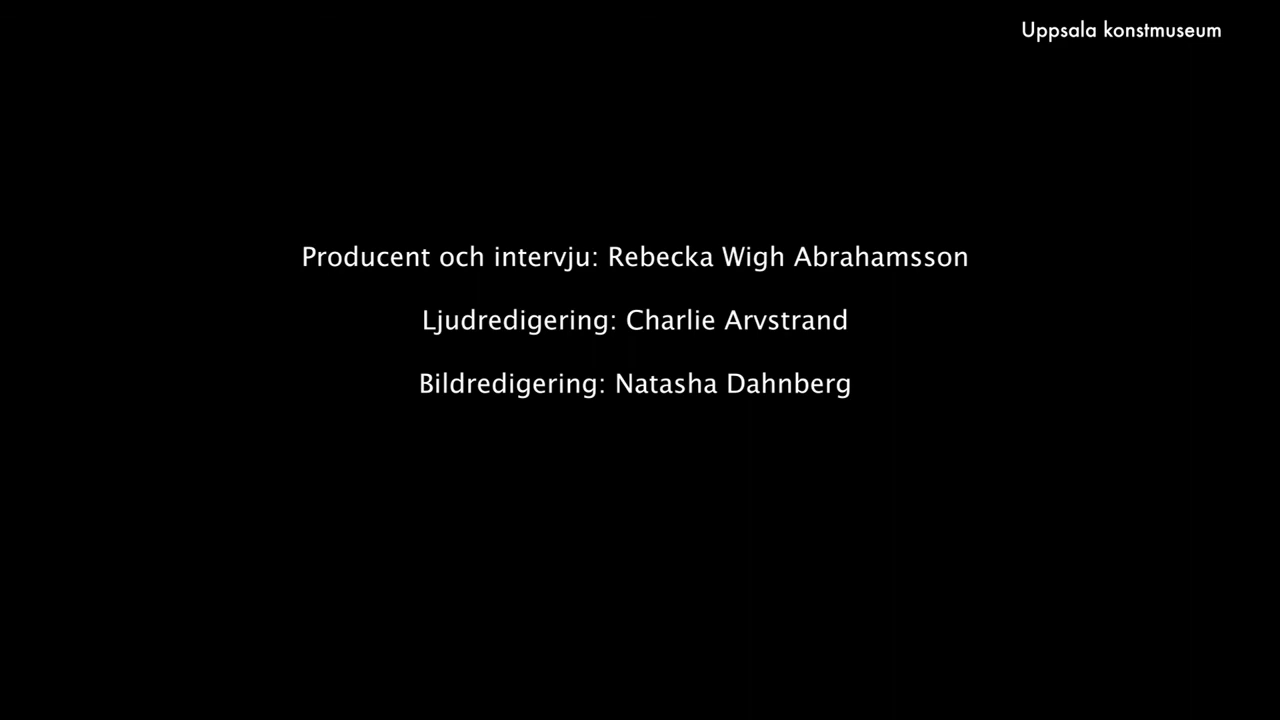 Uppsala konstmuseum
Producent och intervju: Rebecka Wigh Abrahamsson
Ljudredigering: Charlie Arvstrand
Bildredigering: Natasha Dahnberg